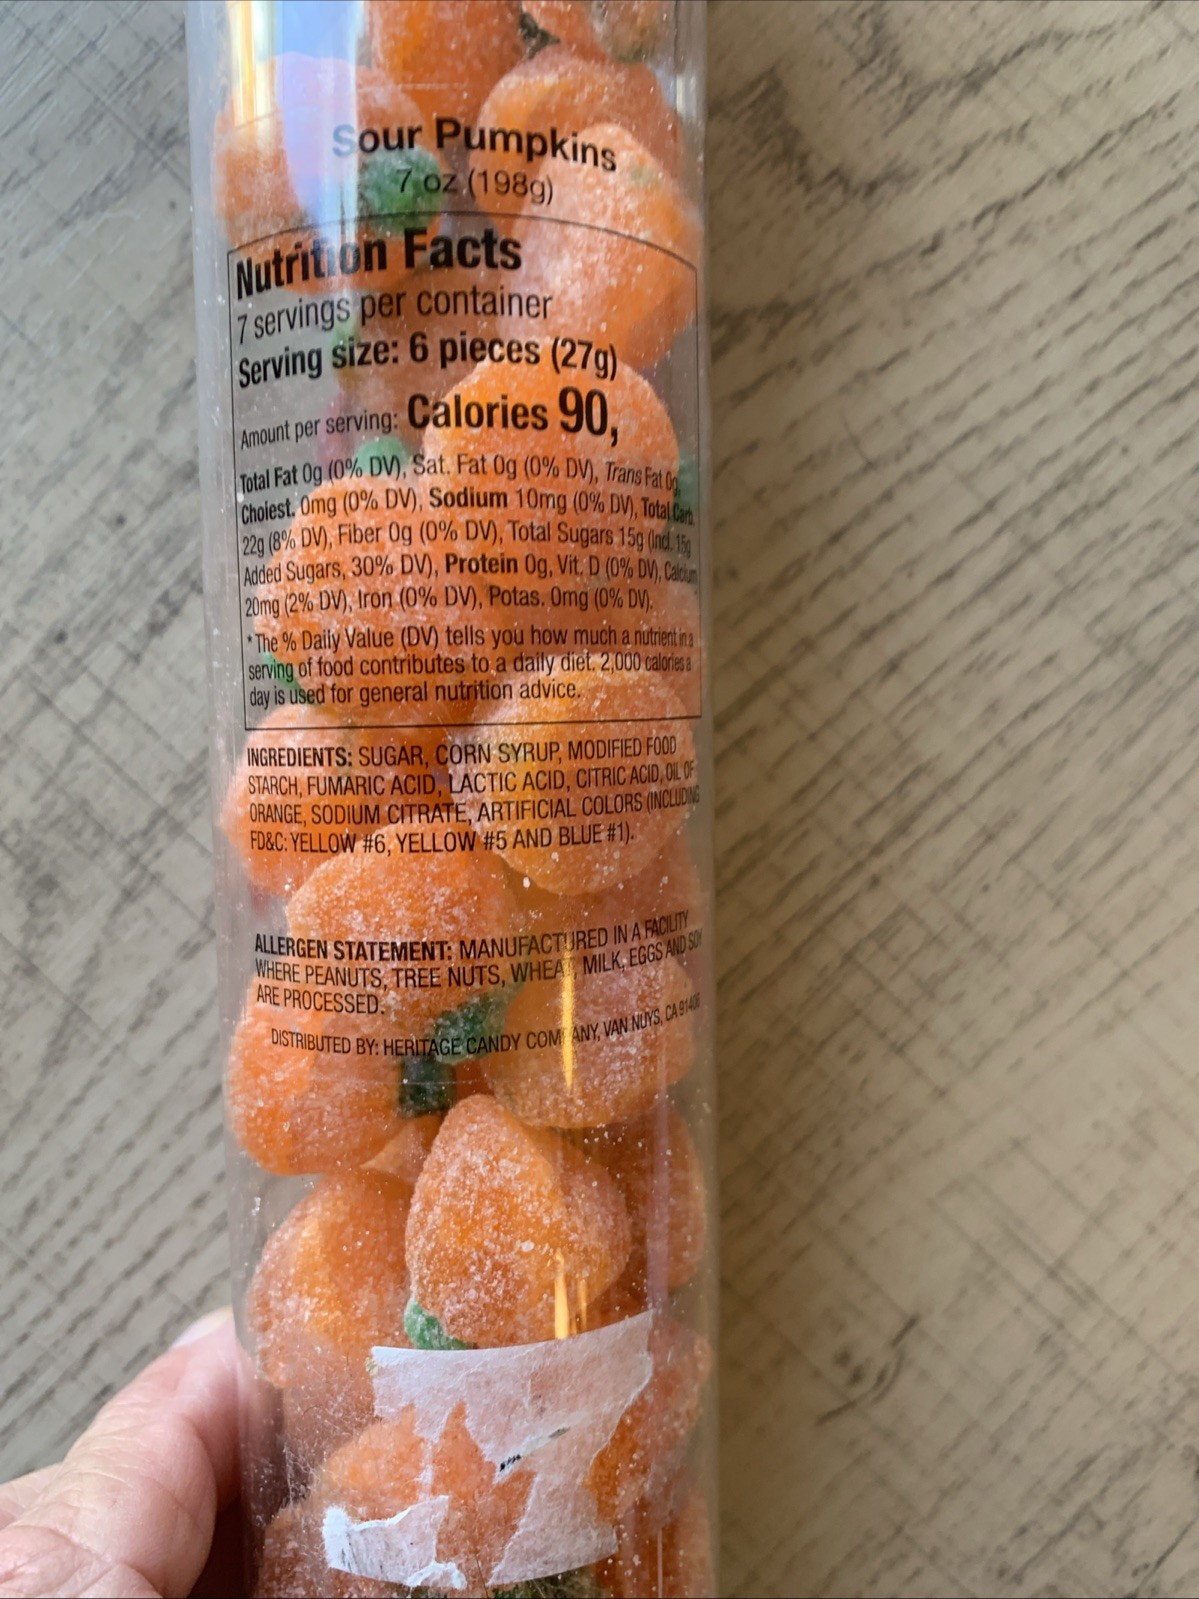 Sour Pumpkins
7 oz (198g)
Nutrition Facts
7 servings per container
Serving size: 6 pieces (27g)
Amount per serving: Calories 90,
Total Fat 0g (0% DV), Sat. Fat 0g (0% DV), Trans Fat 0g,
Cholest. 0mg (0% DV), Sodium 10mg (0% DV), Total Carb.
22g (8% DV), Fiber 0g (0% DV), Total Sugars 15g (Incl. 15g
Added Sugars, 30% DV), Protein 0g, Vit. D (0% DV), Calcium
20mg (2% DV), Iron (0% DV), Potas. 0mg (0% DV).
*The % Daily Value (DV) tells you how much a nutrient in a
serving of food contributes to a daily diet. 2,000 calories a
day is used for general nutrition advice.
INGREDIENTS: SUGAR, CORN SYRUP, MODIFIED FOOD
STARCH, FUMARIC ACID, LACTIC ACID, CITRIC ACID, OIL OF
ORANGE, SODIUM CITRATE, ARTIFICIAL COLORS (INCLUDING
FD&C: YELLOW #6, YELLOW #5 AND BLUE #1).
ALLERGEN STATEMENT: MANUFACTURED IN A FACILITY
WHERE PEANUTS, TREE NUTS, WHEAT, MILK, EGGS AND SOY
ARE PROCESSED.
DISTRIBUTED BY: HERITAGE CANDY COMPANY, VAN NUYS, CA 91406